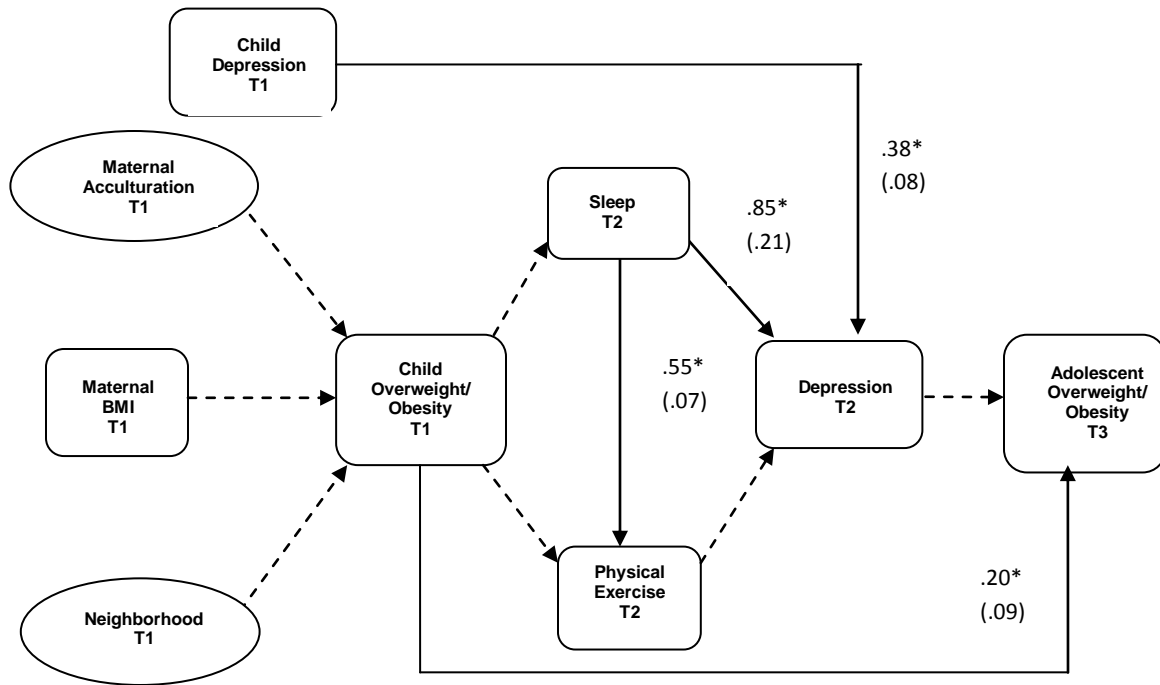 Child
Depression
T1
Maternal
Acculturation
T1
.38*
(.08)
Sleep
T2
.85*
(.21)
Maternal
BMI
T1
Child
Overweight/
Obesity
T1
.55*
(.07)
Depression
T2
Adolescent
Overweight/
Obesity
T3
Neighborhood
T1
Physical
Exercise
T2
.20*
(.09)